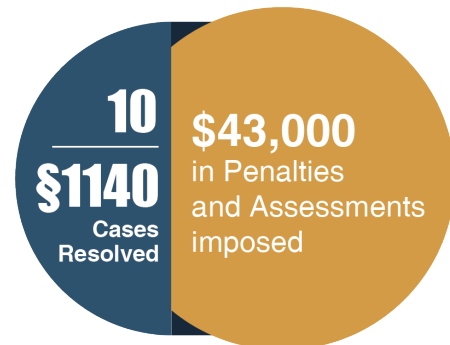 10
§1140
Cases
Resolved
$43,000
in Penalties
and Assessments
imposed